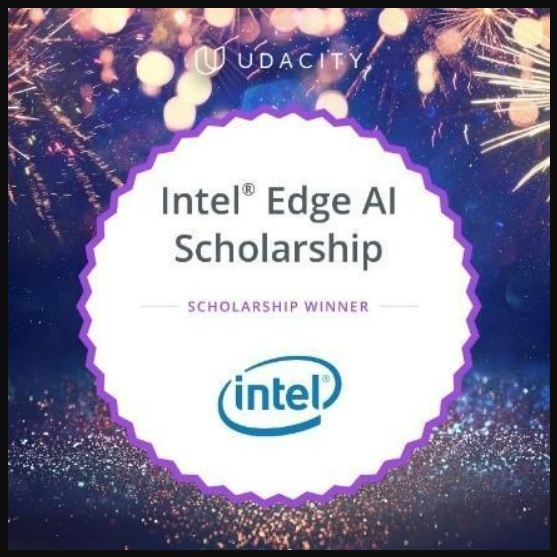 UDACITY
Intel® Edge AI
Scholarship
SCHOLARSHIP WINNER
intel®